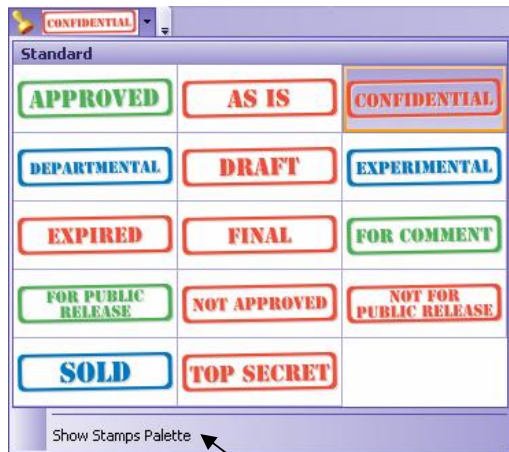 CONFIDENTIAL
Standard
APPROVED
AS IS
CONFIDENTIAL
DEPARTMENTAL
DRAFT
EXPERIMENTAL
EXPIRED
FINAL
FOR COMMENT
FOR PUBLIC
RELEASE
NOT APPROVED
NOT FOR
PUBLIC RELEASE
SOLD
TOP SECRET
Show Stamps Palette